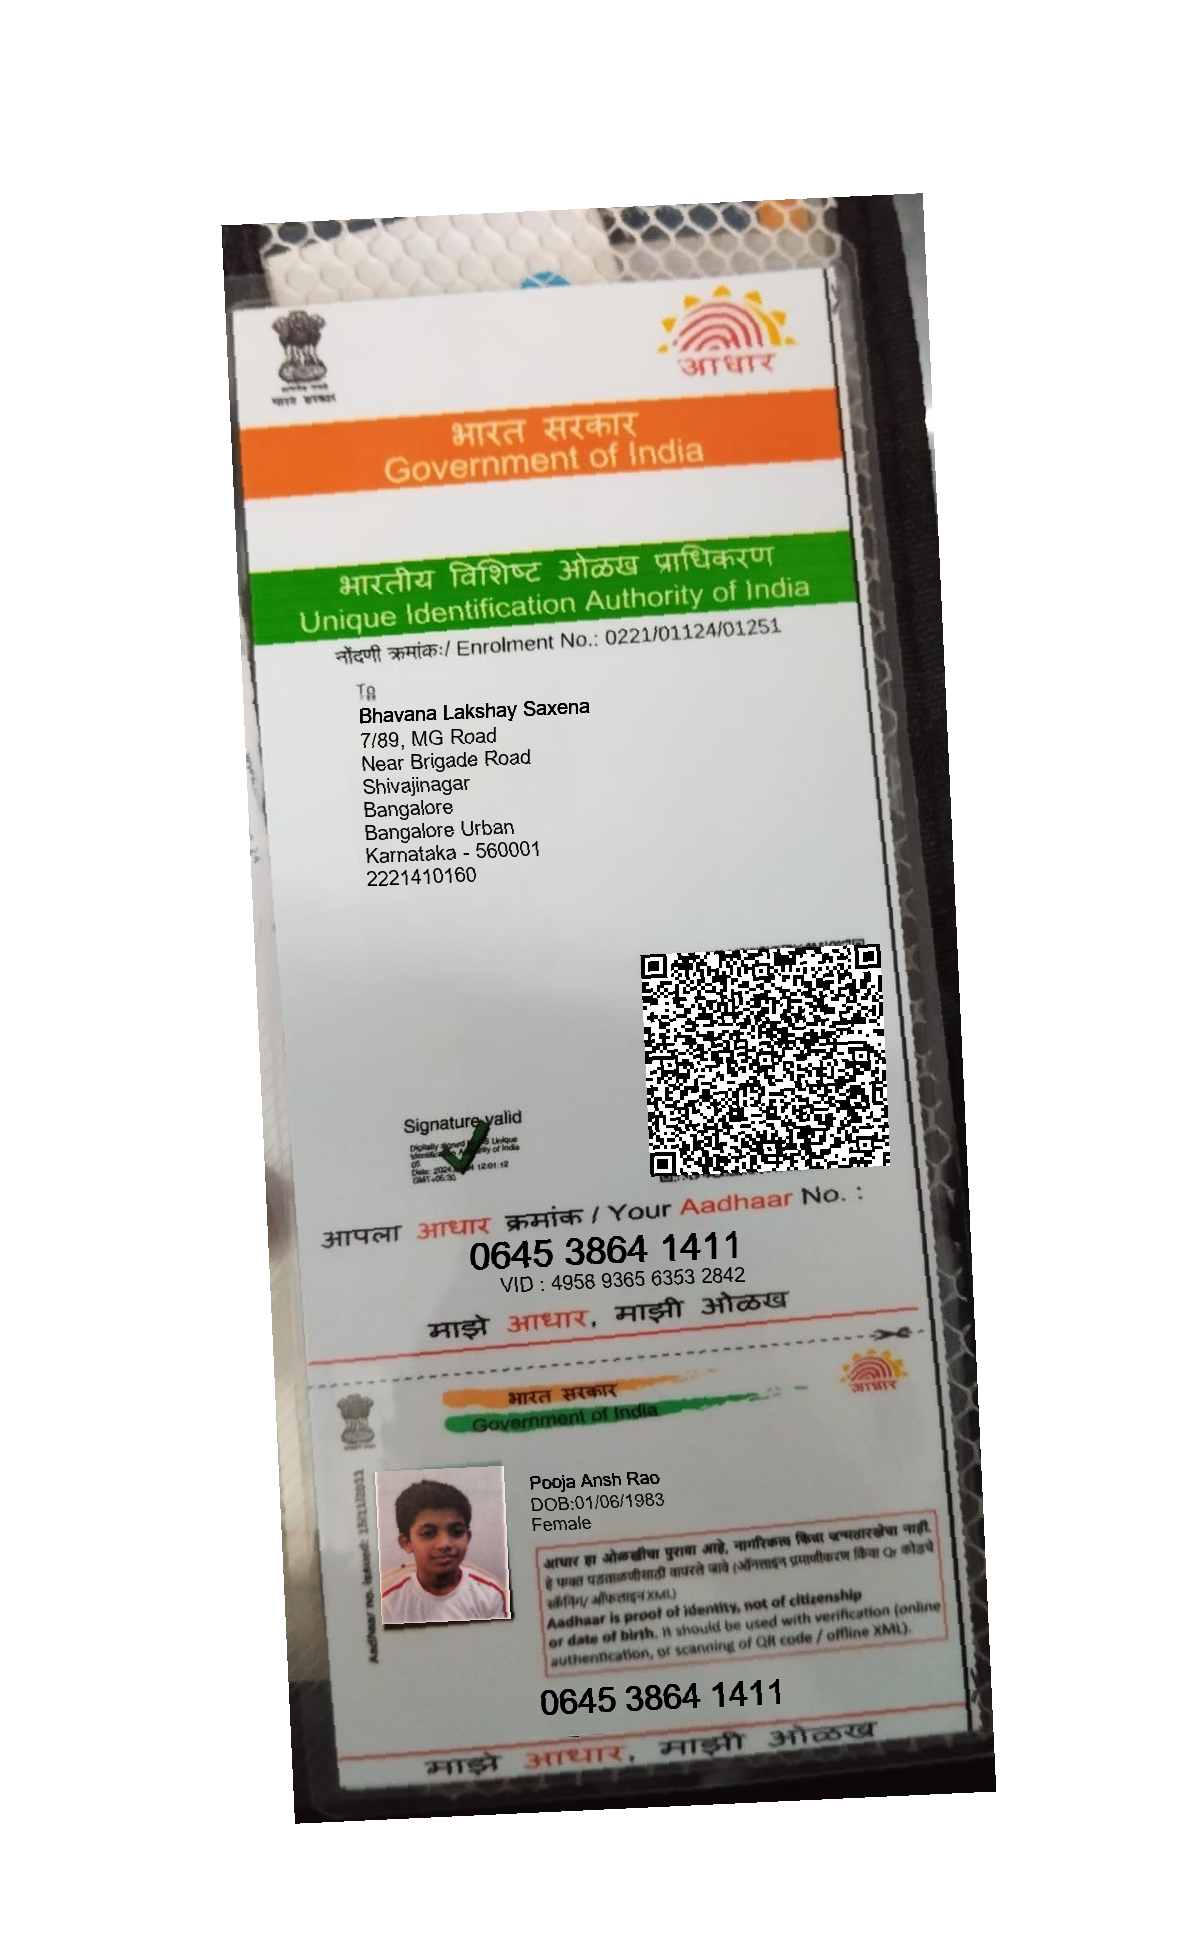 भारत सरकार
आधार
भारत सरकार
Government of India
भारतीय विशिष्ट ओळख प्राधिकरण
Unique Identification Authority of India
नोंदणी क्रमांक:/ Enrolment No.: 0221/01124/01251
To
Bhavana Lakshay Saxena
7/89, MG Road
Near Brigade Road
Shivajinagar
Bangalore
Bangalore Urban
Karnataka - 560001
2221410160
Signature valid
Digitally signed Unique
of India
12:01:12
GMT+05:30
आपला आधार क्रमांक / Your Aadhaar No. :
0645 3864 1411
VID : 4958 9365 6353 2842
माझे आधार, माझी ओळख
भारत सरकार
Government of India
आधार
Aadhaar no. issued: 15/11/2011
Pooja Ansh Rao
DOB:01/06/1983
Female
आधार हा ओळखीचा पुरावा आहे, नागरिकत्व किंवा जन्मतारखेचा नाही.
हे फक्त पडताळणीसाठी वापरले जावे (ऑनलाइन प्रमाणीकरण किंवा QR कोडचे
स्कॅनिंग/ ऑफलाइन XML)
Aadhaar is proof of identity, not of citizenship
or date of birth. It should be used with verification (online
authentication, or scanning of QR code / offline XML).
0645 3864 1411
माझे आधार, माझी ओळख